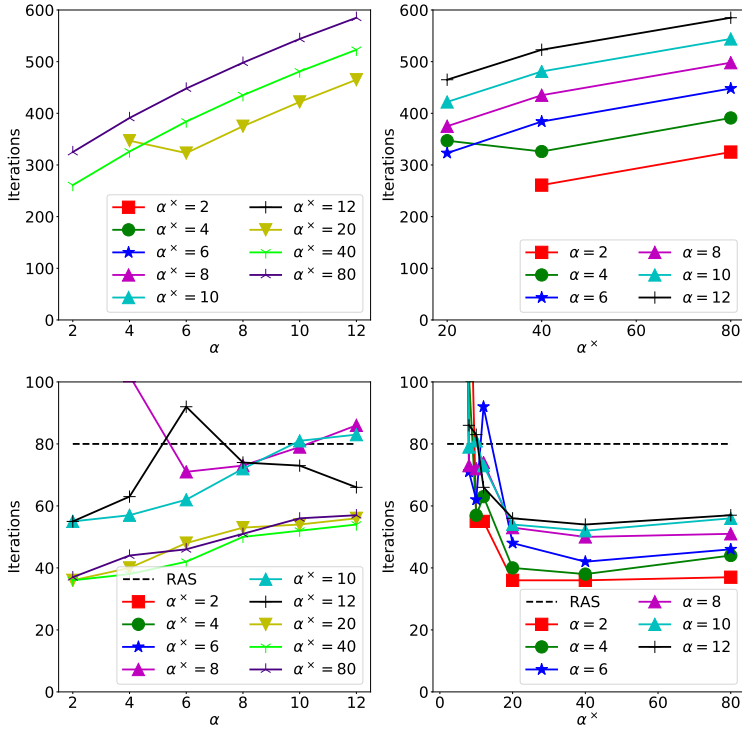 600
500
400
300
200
100
0
Iterations
2 4 6 8 10 12
α
α× = 2
α× = 4
α× = 6
α× = 8
α× = 10
α× = 12
α× = 20
α× = 40
α× = 80
600
500
400
300
200
100
0
Iterations
20 40 60 80
α×
α = 2
α = 4
α = 6
α = 8
α = 10
α = 12
100
80
60
40
20
0
Iterations
2 4 6 8 10 12
α
RAS
α× = 2
α× = 4
α× = 6
α× = 8
α× = 10
α× = 12
α× = 20
α× = 40
α× = 80
100
80
60
40
20
0
Iterations
0 20 40 60 80
α×
RAS
α = 2
α = 4
α = 6
α = 8
α = 10
α = 12